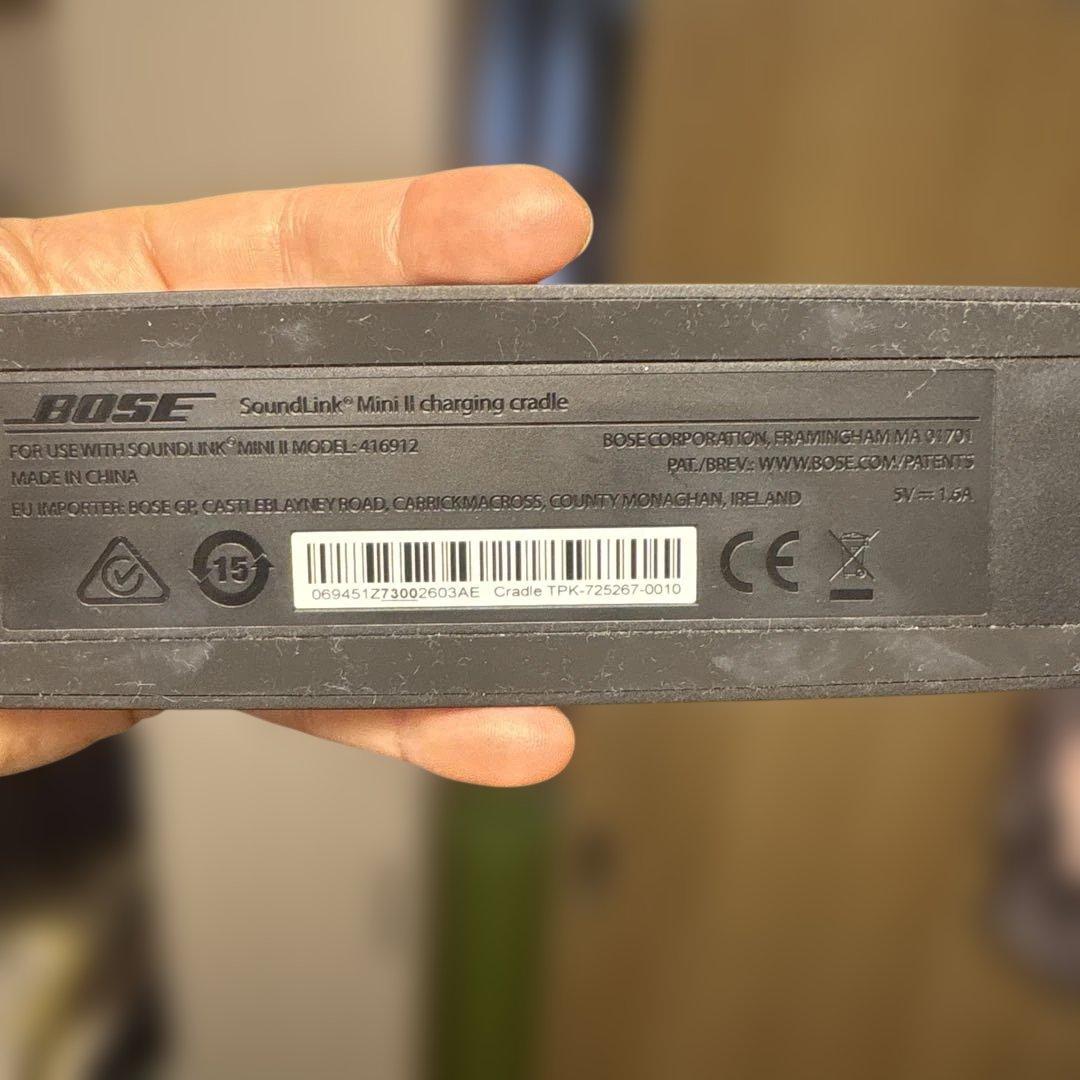 BOSE SoundLink® Mini II charging cradle
FOR USE WITH SOUNDLINK® MINI II MODEL: 416912
BOSE CORPORATION, FRAMINGHAM MA 01701
MADE IN CHINA
PAT./BREV.: WWW.BOSE.COM/PATENTS
EU IMPORTER: BOSE GP, CASTLEBLAYNEY ROAD, CARRICKMACROSS, COUNTY MONAGHAN, IRELAND
5V ⎓ 1.6A
15
CE
069451Z73002603AE Cradle TPK-725267-0010